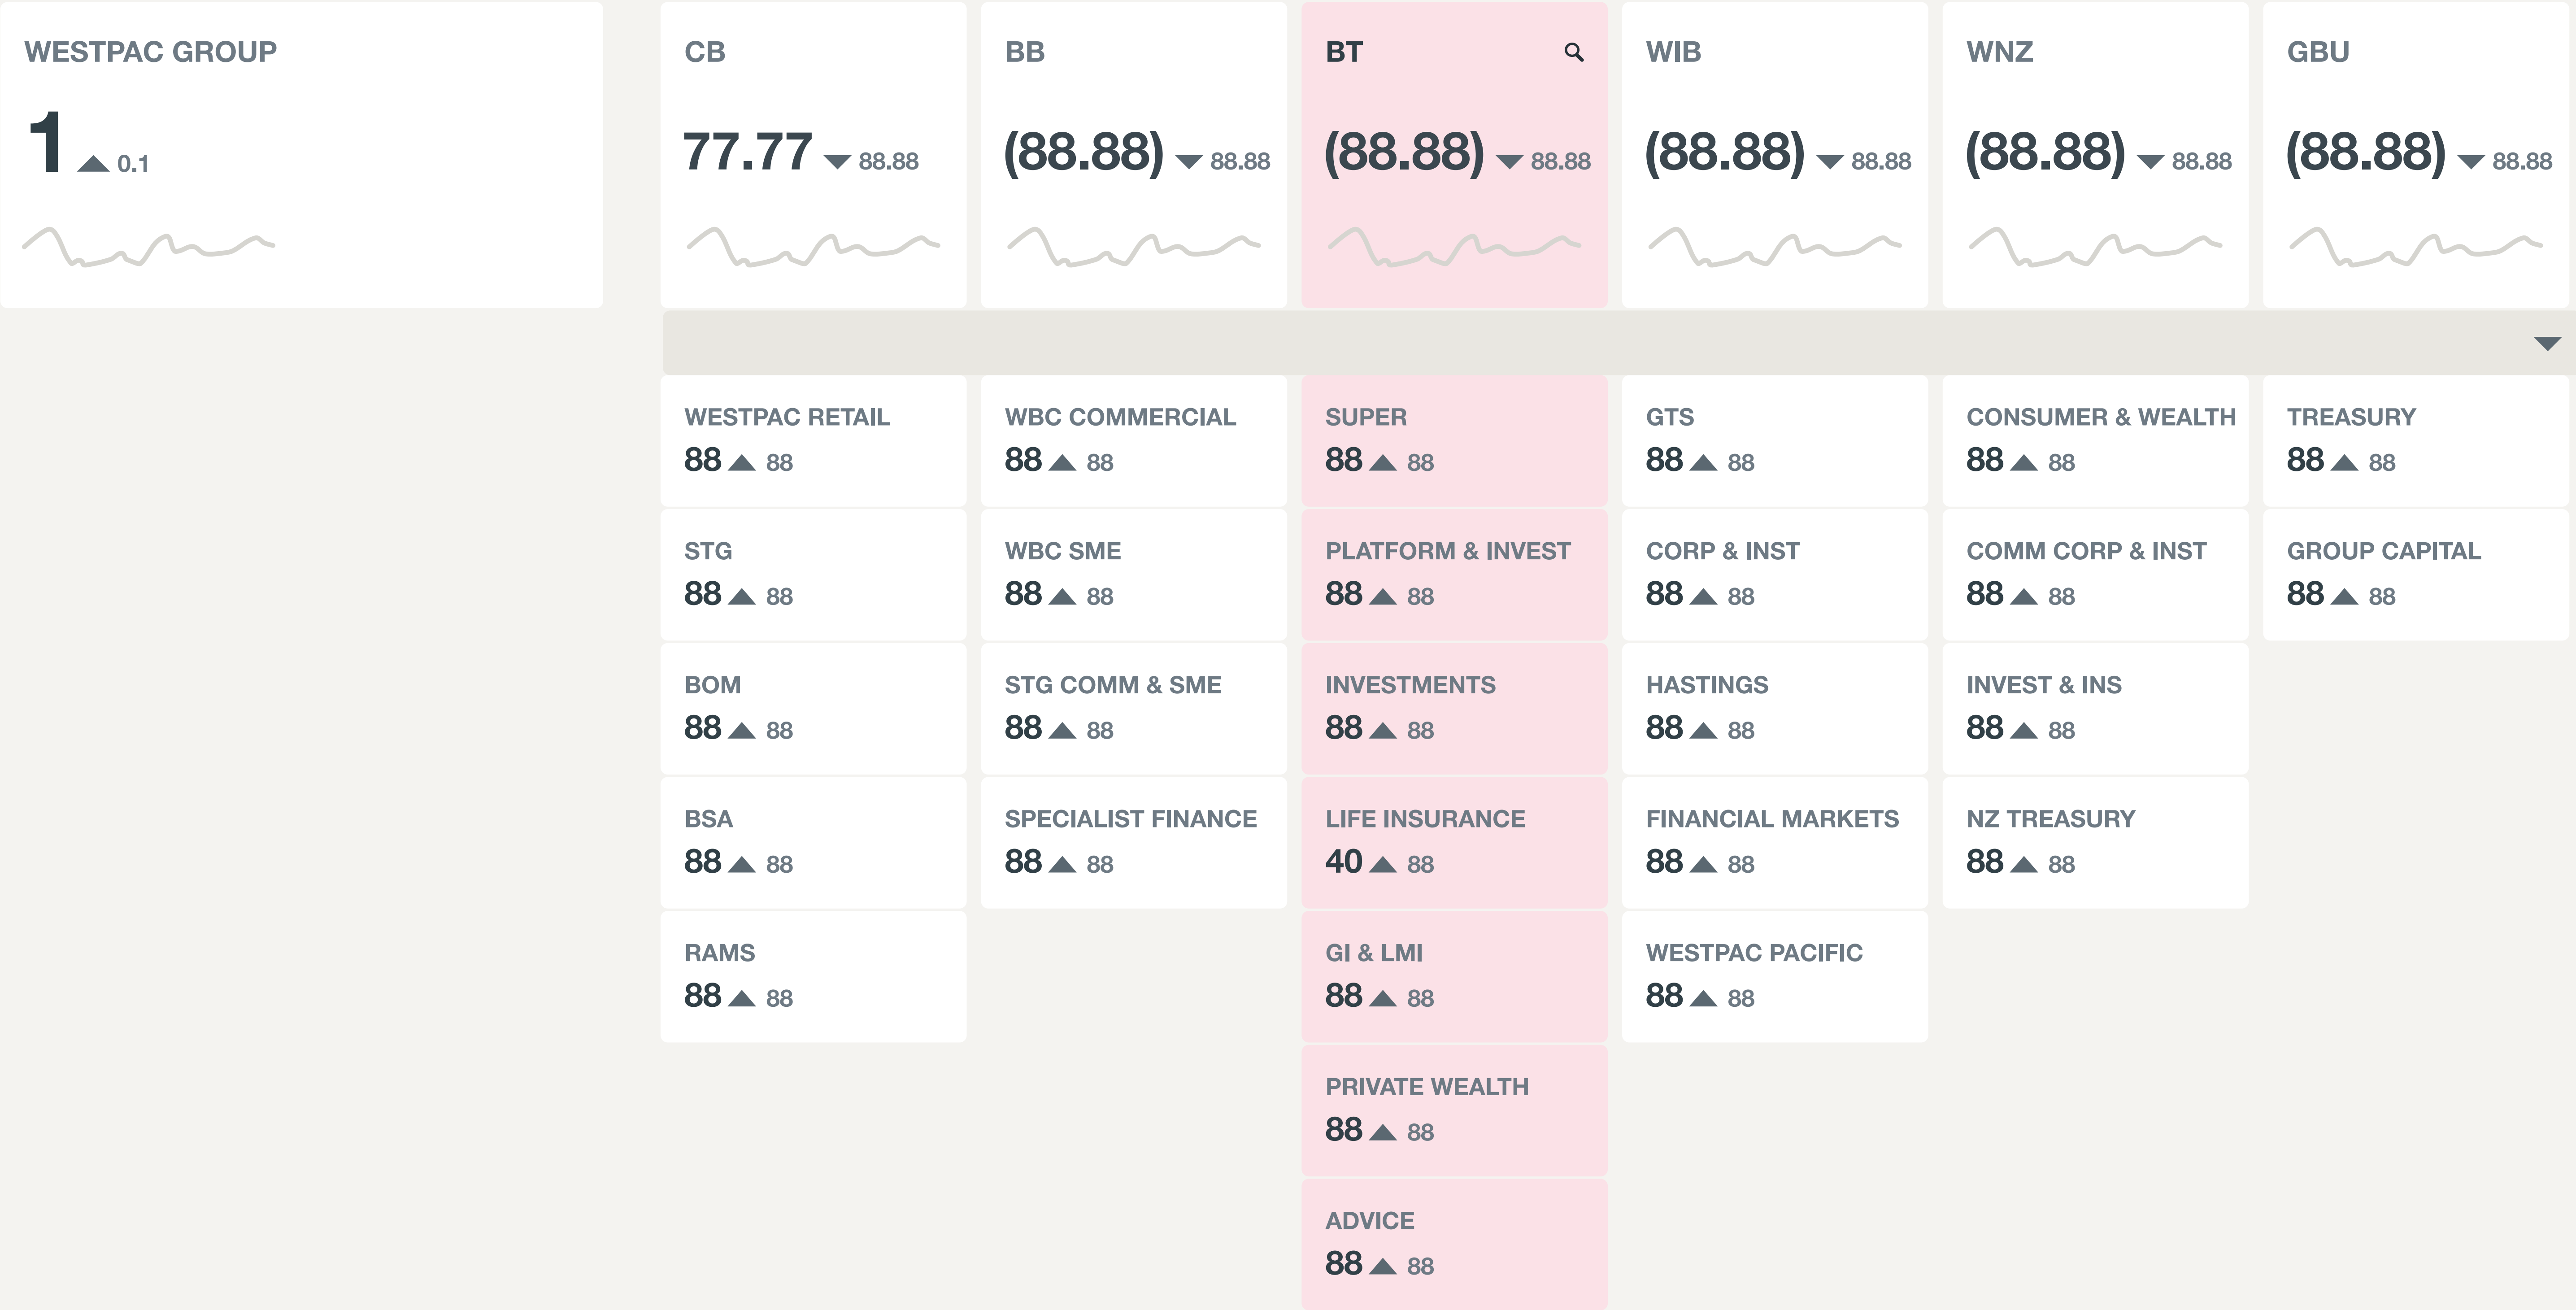 WESTPAC GROUP
1 ▲ 0.1
CB
77.77 ▼ 88.88
BB
(88.88) ▼ 88.88
BT
(88.88) ▼ 88.88
WIB
(88.88) ▼ 88.88
WNZ
(88.88) ▼ 88.88
GBU
(88.88) ▼ 88.88
WESTPAC RETAIL
88 ▲ 88
STG
88 ▲ 88
BOM
88 ▲ 88
BSA
88 ▲ 88
RAMS
88 ▲ 88
WBC COMMERCIAL
88 ▲ 88
WBC SME
88 ▲ 88
STG COMM & SME
88 ▲ 88
SPECIALIST FINANCE
88 ▲ 88
SUPER
88 ▲ 88
PLATFORM & INVEST
88 ▲ 88
INVESTMENTS
88 ▲ 88
LIFE INSURANCE
40 ▲ 88
GI & LMI
88 ▲ 88
PRIVATE WEALTH
88 ▲ 88
ADVICE
88 ▲ 88
GTS
88 ▲ 88
CORP & INST
88 ▲ 88
HASTINGS
88 ▲ 88
FINANCIAL MARKETS
88 ▲ 88
WESTPAC PACIFIC
88 ▲ 88
CONSUMER & WEALTH
88 ▲ 88
COMM CORP & INST
88 ▲ 88
INVEST & INS
88 ▲ 88
NZ TREASURY
88 ▲ 88
TREASURY
88 ▲ 88
GROUP CAPITAL
88 ▲ 88